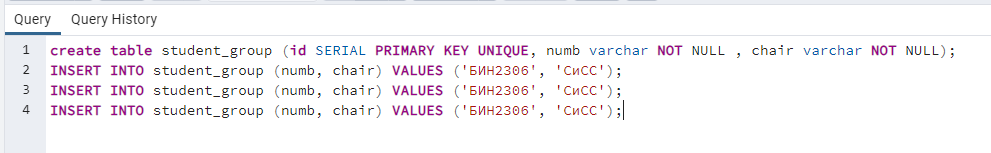 Query Query History
1 create table student_group (id SERIAL PRIMARY KEY UNIQUE, numb varchar NOT NULL , chair varchar NOT NULL);
2 INSERT INTO student_group (numb, chair) VALUES ('БИН2306', 'СиСС');
3 INSERT INTO student_group (numb, chair) VALUES ('БИН2306', 'СиСС');
4 INSERT INTO student_group (numb, chair) VALUES ('БИН2306', 'СиСС');